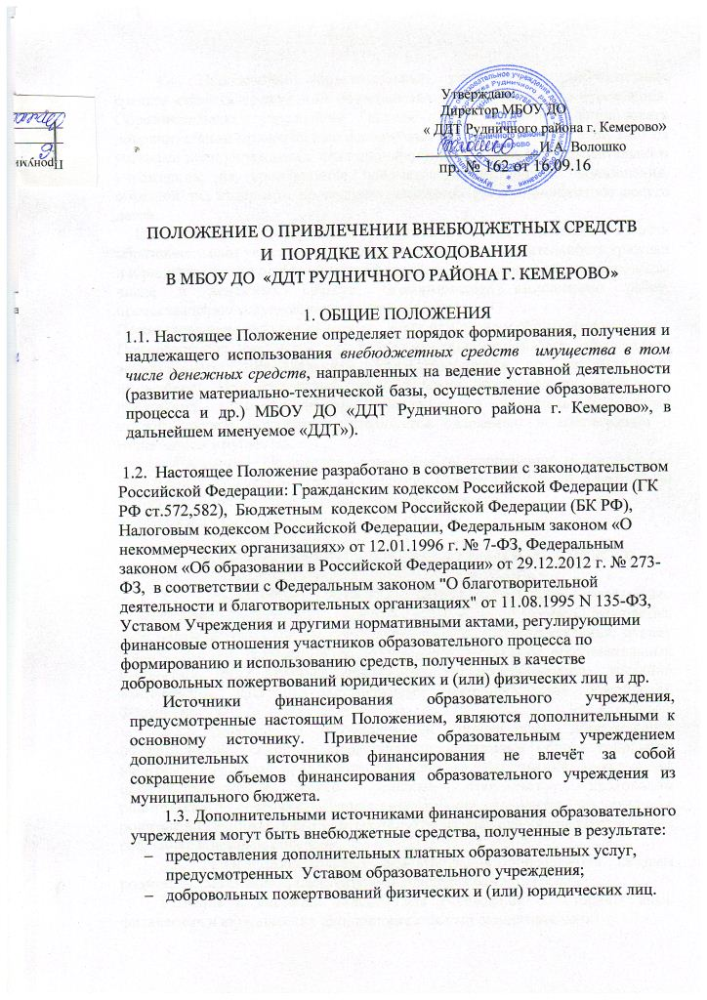 Утверждаю:
Директор МБОУ ДО
« ДДТ Рудничного района г. Кемерово»
И.А. Волошко
пр. № 162 от 16.09.16
ПОЛОЖЕНИЕ О ПРИВЛЕЧЕНИИ ВНЕБЮДЖЕТНЫХ СРЕДСТВ
И ПОРЯДКЕ ИХ РАСХОДОВАНИЯ
В МБОУ ДО «ДДТ РУДНИЧНОГО РАЙОНА Г. КЕМЕРОВО»
1. ОБЩИЕ ПОЛОЖЕНИЯ
1.1. Настоящее Положение определяет порядок формирования, получения и
надлежащего использования внебюджетных средств имущества в том
числе денежных средств, направленных на ведение уставной деятельности
(развитие материально-технической базы, осуществление образовательного
процесса и др.) МБОУ ДО «ДДТ Рудничного района г. Кемерово», в
дальнейшем именуемое «ДДТ»).
1.2. Настоящее Положение разработано в соответствии с законодательством
Российской Федерации: Гражданским кодексом Российской Федерации (ГК
РФ ст.572,582), Бюджетным кодексом Российской Федерации (БК РФ),
Налоговым кодексом Российской Федерации, Федеральным законом «О
некоммерческих организациях» от 12.01.1996 г. № 7-ФЗ, Федеральным
законом «Об образовании в Российской Федерации» от 29.12.2012 г. № 273-
ФЗ, в соответствии с Федеральным законом "О благотворительной
деятельности и благотворительных организациях" от 11.08.1995 N 135-ФЗ,
Уставом Учреждения и другими нормативными актами, регулирующими
финансовые отношения участников образовательного процесса по
формированию и использованию средств, полученных в качестве
добровольных пожертвований юридических и (или) физических лиц и др.
Источники финансирования образовательного учреждения,
предусмотренные настоящим Положением, являются дополнительными к
основному источнику. Привлечение образовательным учреждением
дополнительных источников финансирования не влечёт за собой
сокращение объемов финансирования образовательного учреждения из
муниципального бюджета.
1.3. Дополнительными источниками финансирования образовательного
учреждения могут быть внебюджетные средства, полученные в результате:
– предоставления дополнительных платных образовательных услуг,
предусмотренных Уставом образовательного учреждения;
– добровольных пожертвований физических и (или) юридических лиц.